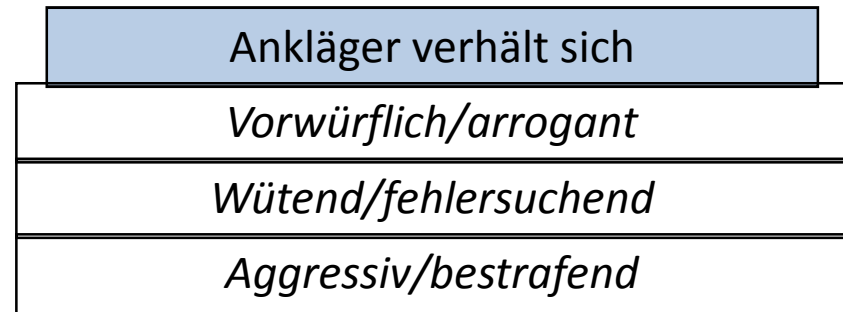 Ankläger verhält sich
Vorwürflich/arrogant
Wütend/fehlersuchend
Aggressiv/bestrafend